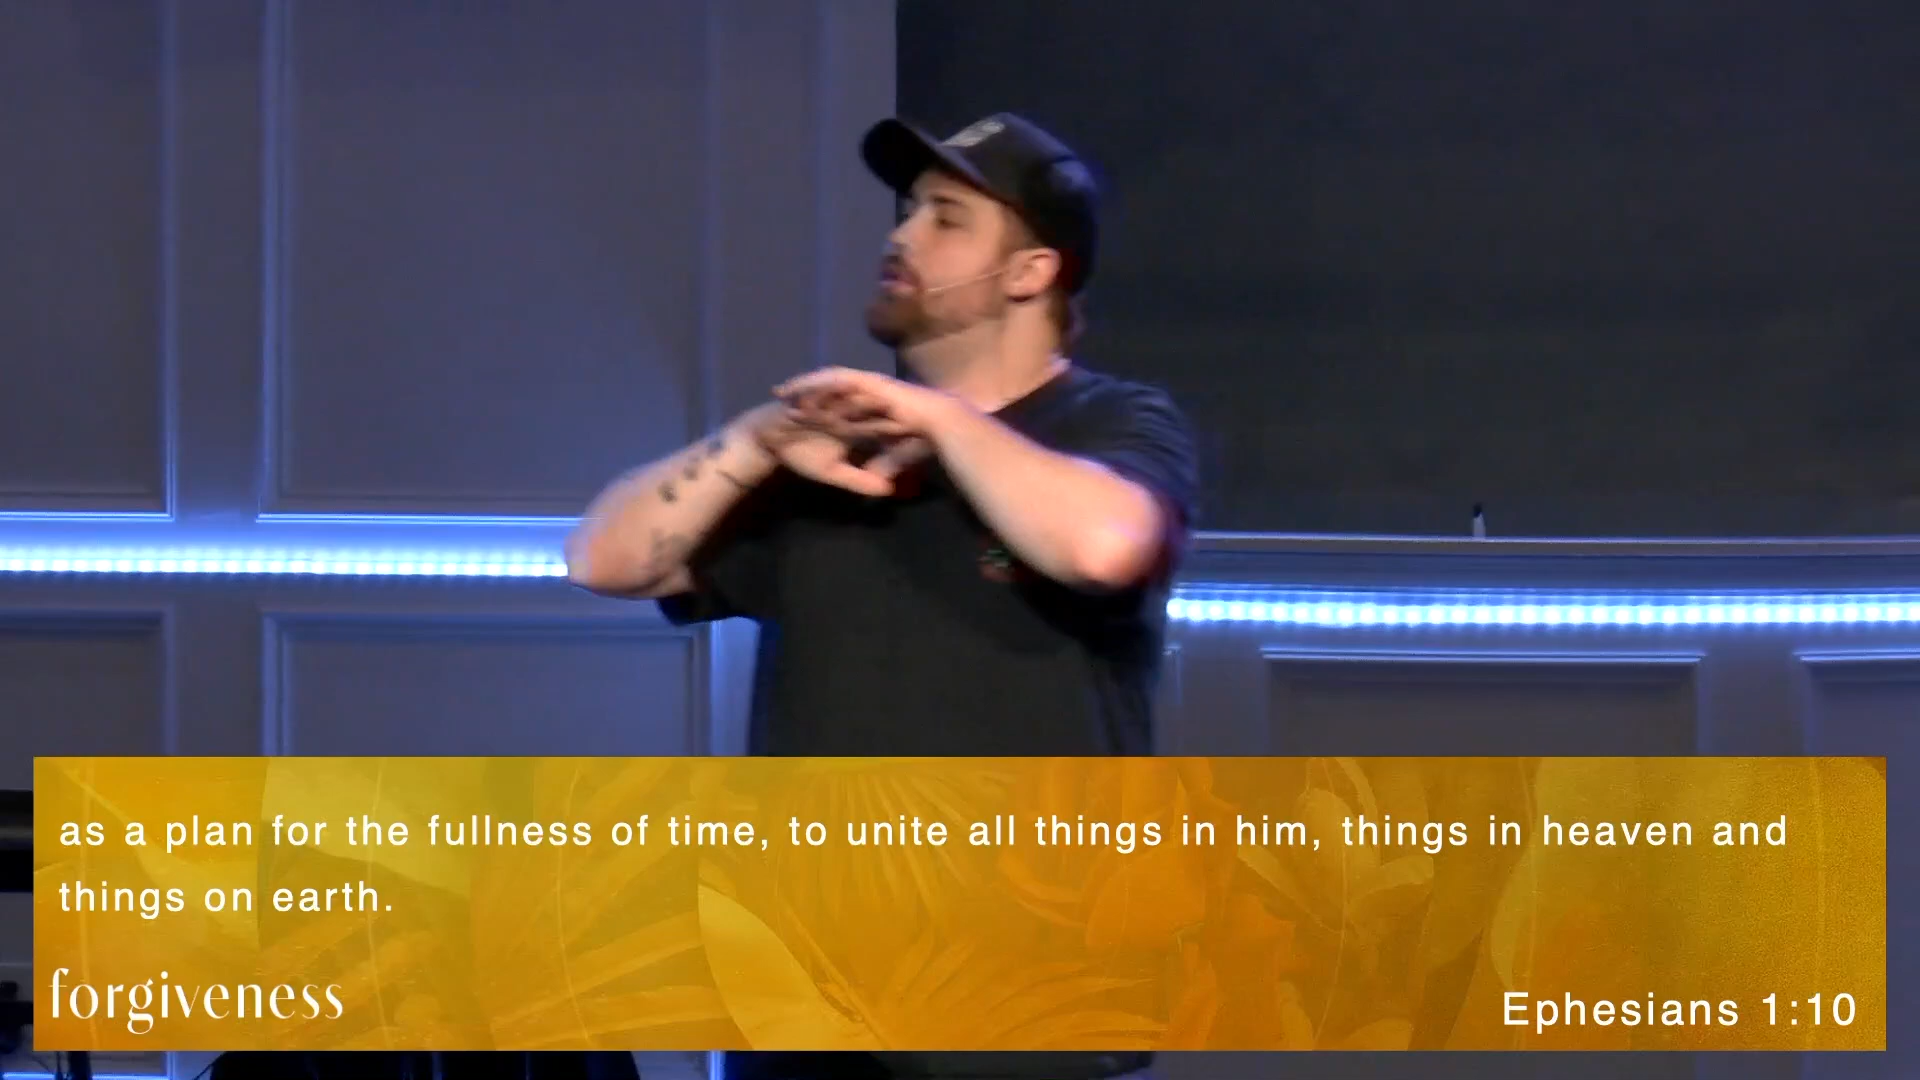 as a plan for the fullness of time, to unite all things in him, things in heaven and
things on earth.
forgiveness
Ephesians 1:10